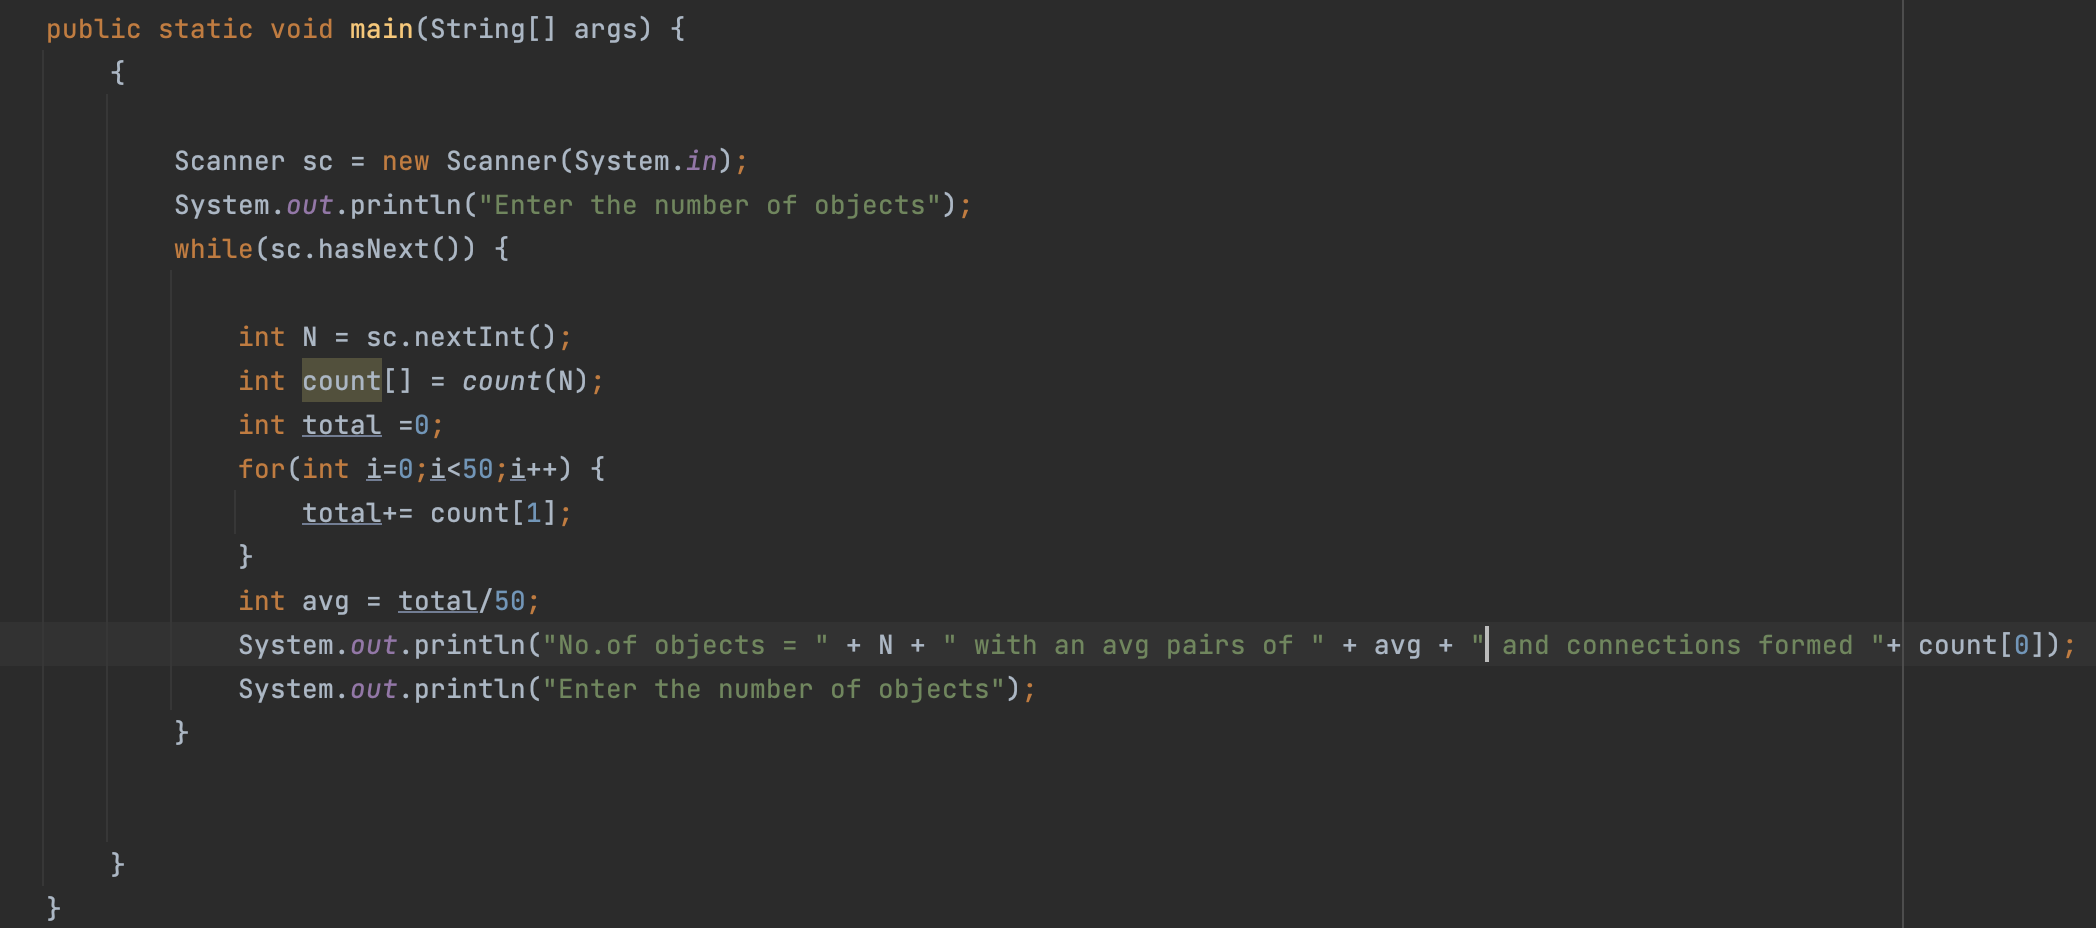 public static void main(String[] args) {
{
Scanner sc = new Scanner(System.in);
System.out.println("Enter the number of objects");
while(sc.hasNext()) {
int N = sc.nextInt();
int count[] = count(N);
int total =0;
for(int i=0;i<50;i++) {
total+= count[1];
}
int avg = total/50;
System.out.println("No.of objects = " + N + " with an avg pairs of " + avg + " and connections formed "+ count[0]);
System.out.println("Enter the number of objects");
}
}
}